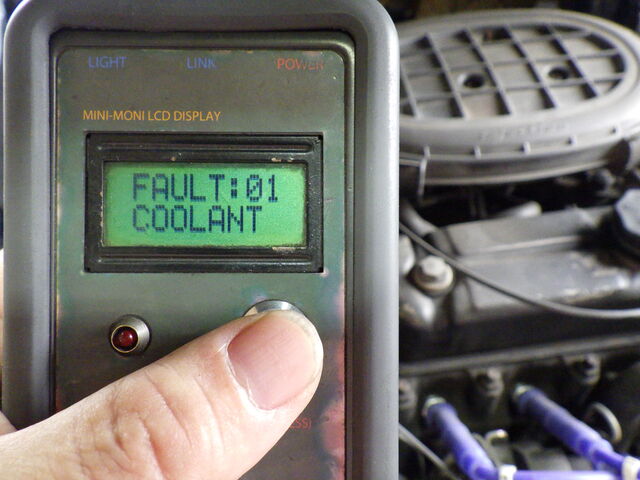 LIGHT LINK POWER
MINI-MONI LCD DISPLAY
FAULT:01
COOLANT